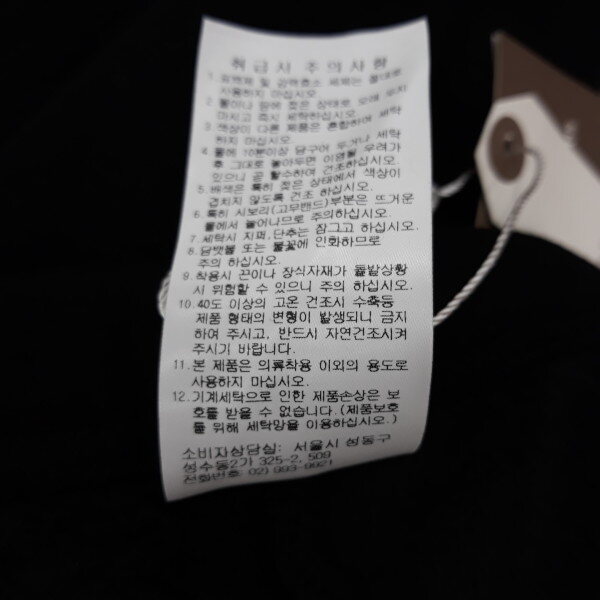 취급시 주의사항
1. 표백제 및 강력효소 세제는 절대로
사용하지 마십시오
2. 물이나 땀에 젖은 상태로 오래 두지
마시고 즉시 세탁하십시오.
3. 색상이 다른 제품은 혼합하여 세탁
하지 마십시오
4. 물에 10분이상 담구어 두거나 세탁
후 그대로 놓아두면 이염될 우려가
있으니 곧 탈수하여 건조하십시오.
5. 배색은 특히 젖은 상태에서 색상이
겹치지 않도록 건조 하십시오.
6. 특히 시보리(고무밴드)부분은 뜨거운
물에서 늘어나므로 주의하십시오.
7. 세탁시 지퍼,단추는 잠그고 하십시오.
8. 담뱃불 또는 불꽃에 인화하므로
주의 하십시오.
9. 착용시 끈이나 장식자재가 돌발상황
시 위험할 수 있으니 주의 하십시오.
10. 40도 이상의 고온 건조시 수축등
제품 형태의 변형이 발생되니 금지
하여 주시고, 반드시 자연건조시켜
주시기 바랍니다.
11. 본 제품은 의류착용 이외의 용도로
사용하지 마십시오.
12. 기계세탁으로 인한 제품손상은 보
호를 받을 수 없습니다.(제품보호
를 위해 세탁망을 이용하십시오.)
소비자상담실: 서울시 성동구
성수동2가 325-2, 509
전화번호 02) 993-9921